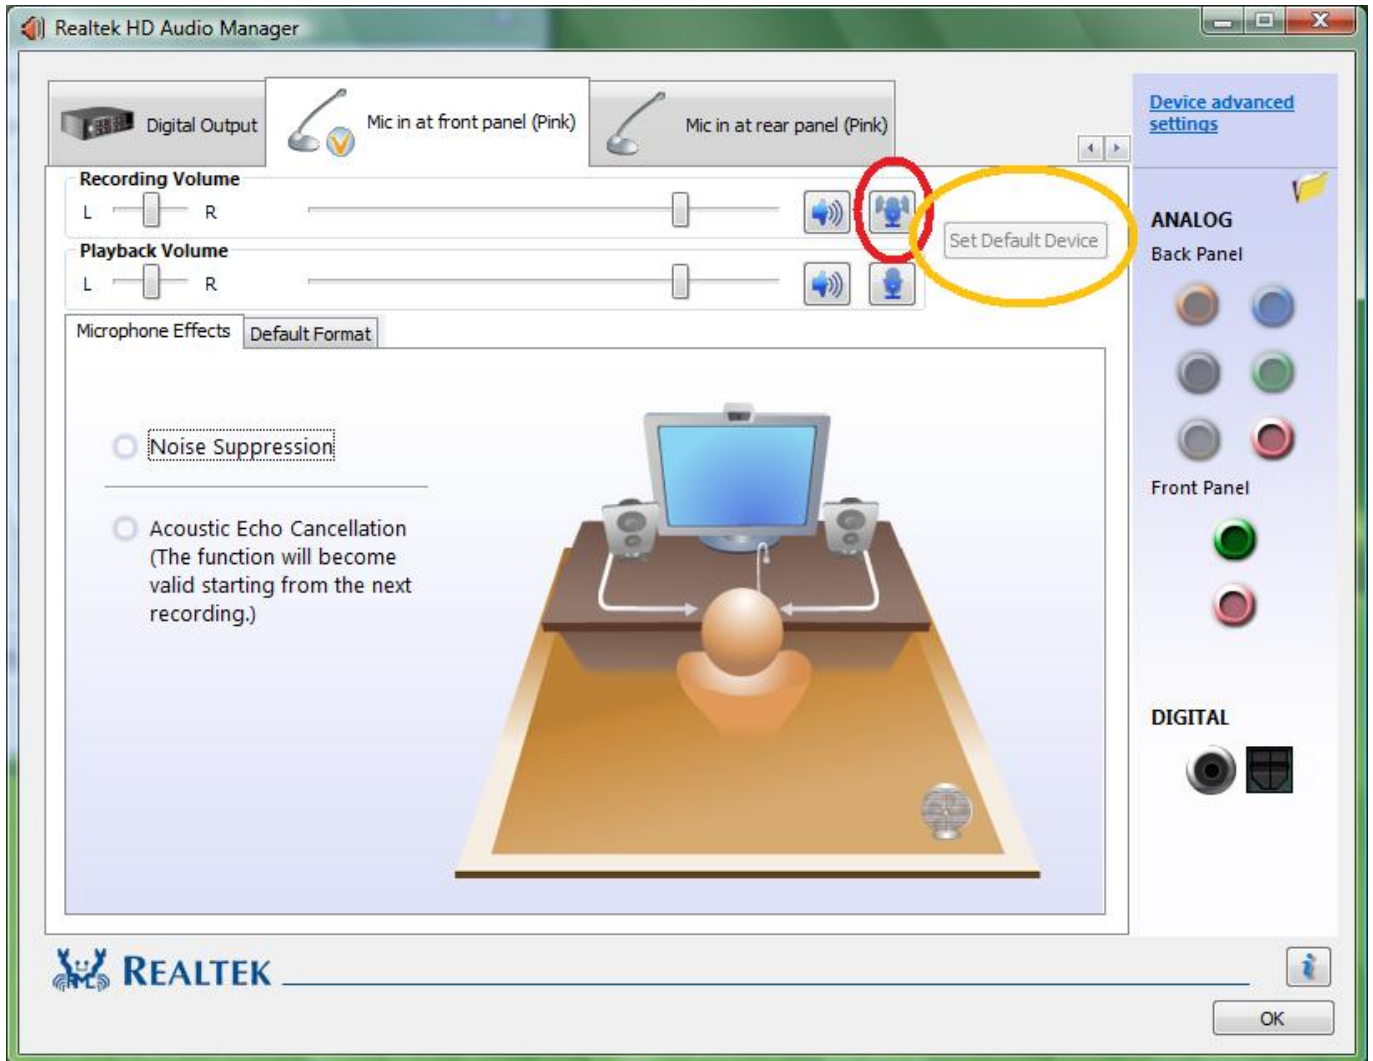 Realtek HD Audio Manager
Digital Output
Mic in at front panel (Pink)
Mic in at rear panel (Pink)
Device advanced
settings
Recording Volume
L R
Set Default Device
Playback Volume
L R
ANALOG
Back Panel
Microphone Effects
Default Format
Noise Suppression
Acoustic Echo Cancellation
(The function will become
valid starting from the next
recording.)
Front Panel
DIGITAL
REALTEK
OK